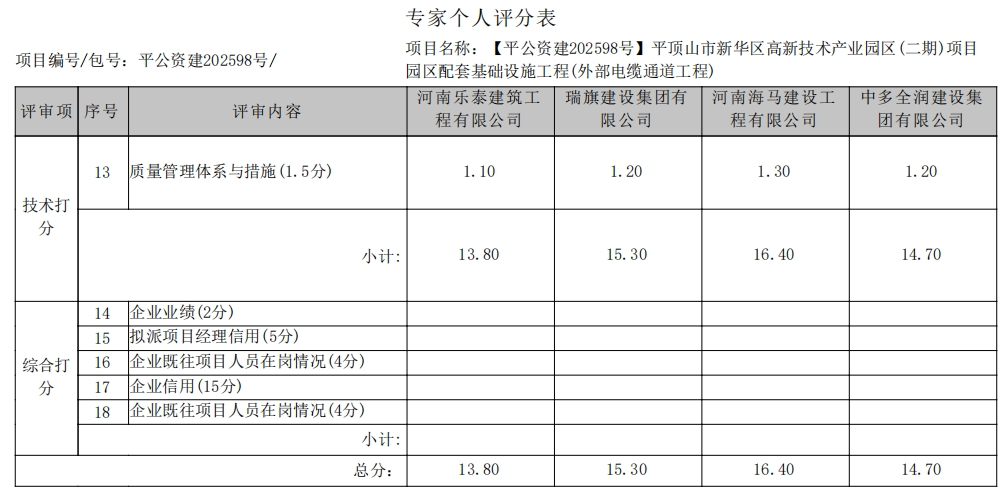 专家个人评分表
项目编号/包号：平公资建202598号/
项目名称：【平公资建202598号】平顶山市新华区高新技术产业园区(二期)项目
园区配套基础设施工程(外部电缆通道工程)
评审项 序号 评审内容 河南乐泰建筑工程有限公司 瑞旗建设集团有限公司 河南海马建设工程有限公司 中多全润建设集团有限公司
技术打分
13 质量管理体系与措施(1.5分) 1.10 1.20 1.30 1.20
小计: 13.80 15.30 16.40 14.70
综合打分
14 企业业绩(2分)
15 拟派项目经理信用(5分)
16 企业既往项目人员在岗情况(4分)
17 企业信用(15分)
18 企业既往项目人员在岗情况(4分)
小计:
总分： 13.80 15.30 16.40 14.70